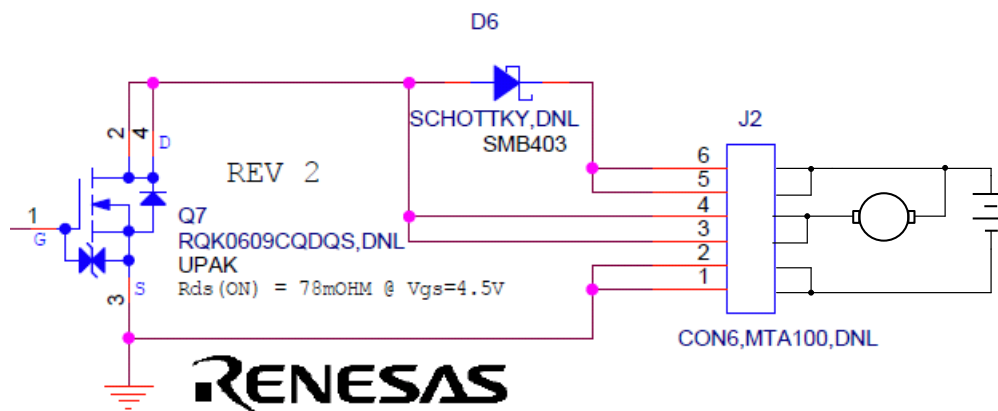 D6
SCHOTTKY,DNL
SMB403
J2
2
4
D
REV 2
6
5
4
3
2
1
1
G
Q7
RQK0609CQDQS,DNL
UPAK
Rds(ON) = 78mOHM @ Vgs=4.5V
3
S
CON6,MTA100,DNL
RENESAS